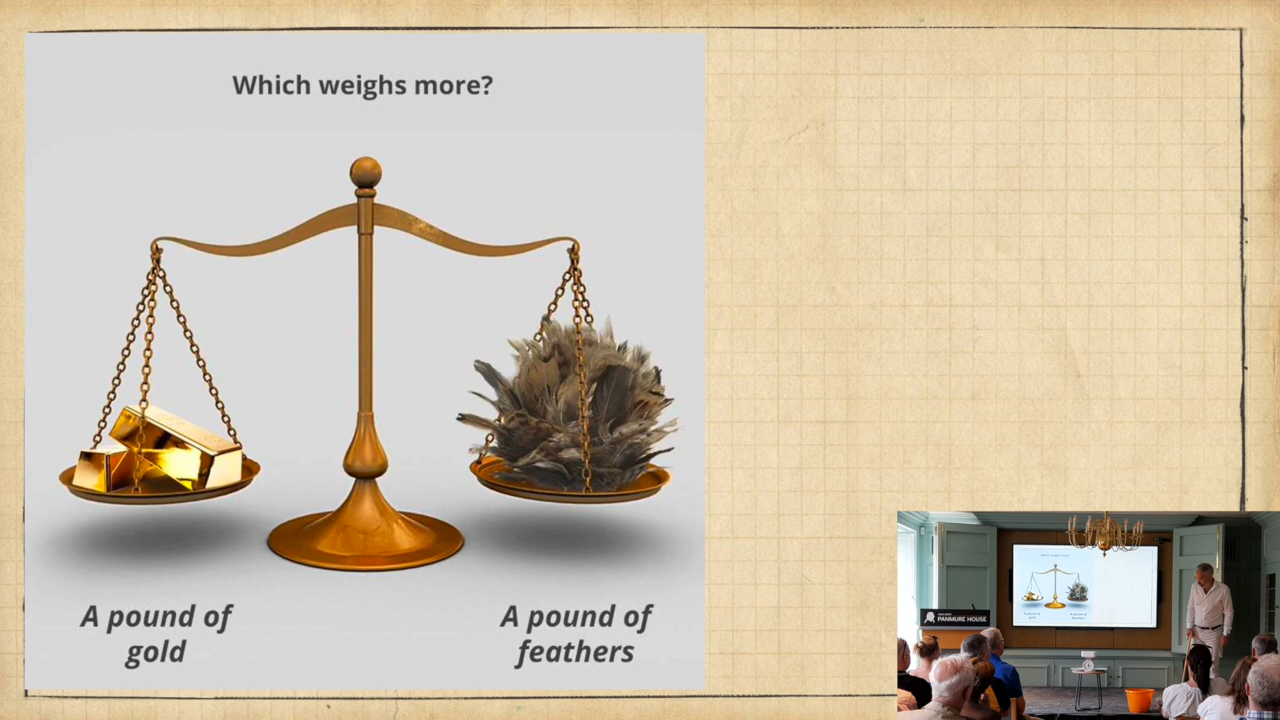 Which weighs more?
A pound of
gold
A pound of
feathers
PANMURE HOUSE